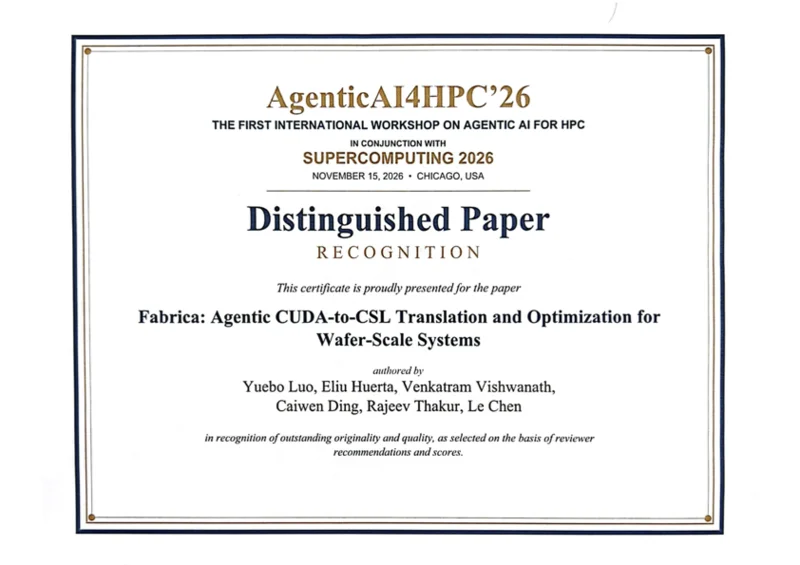 AgenticAI4HPC’26
THE FIRST INTERNATIONAL WORKSHOP ON AGENTIC AI FOR HPC
IN CONJUNCTION WITH
SUPERCOMPUTING 2026
NOVEMBER 15, 2026 • CHICAGO, USA
Distinguished Paper
RECOGNITION
This certificate is proudly presented for the paper
Fabrica: Agentic CUDA-to-CSL Translation and Optimization for
Wafer-Scale Systems
authored by
Yuebo Luo, Eliu Huerta, Venkatram Vishwanath,
Caiwen Ding, Rajeev Thakur, Le Chen
in recognition of outstanding originality and quality, as selected on the basis of reviewer
recommendations and scores.